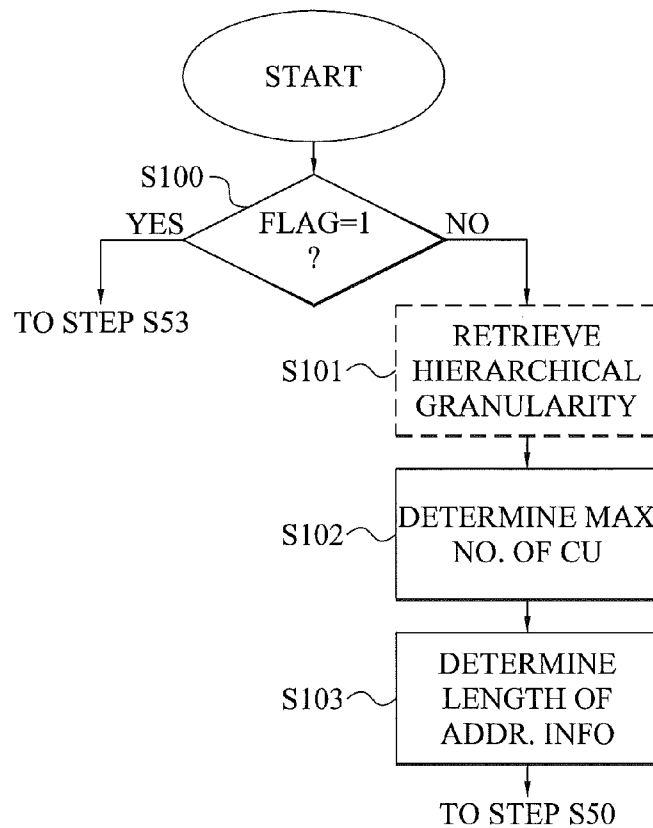 START
S100
YES
FLAG=1
?
NO
TO STEP S53
S101
RETRIEVE
HIERARCHICAL
GRANULARITY
S102
DETERMINE MAX
NO. OF CU
S103
DETERMINE
LENGTH OF
ADDR. INFO
TO STEP S50